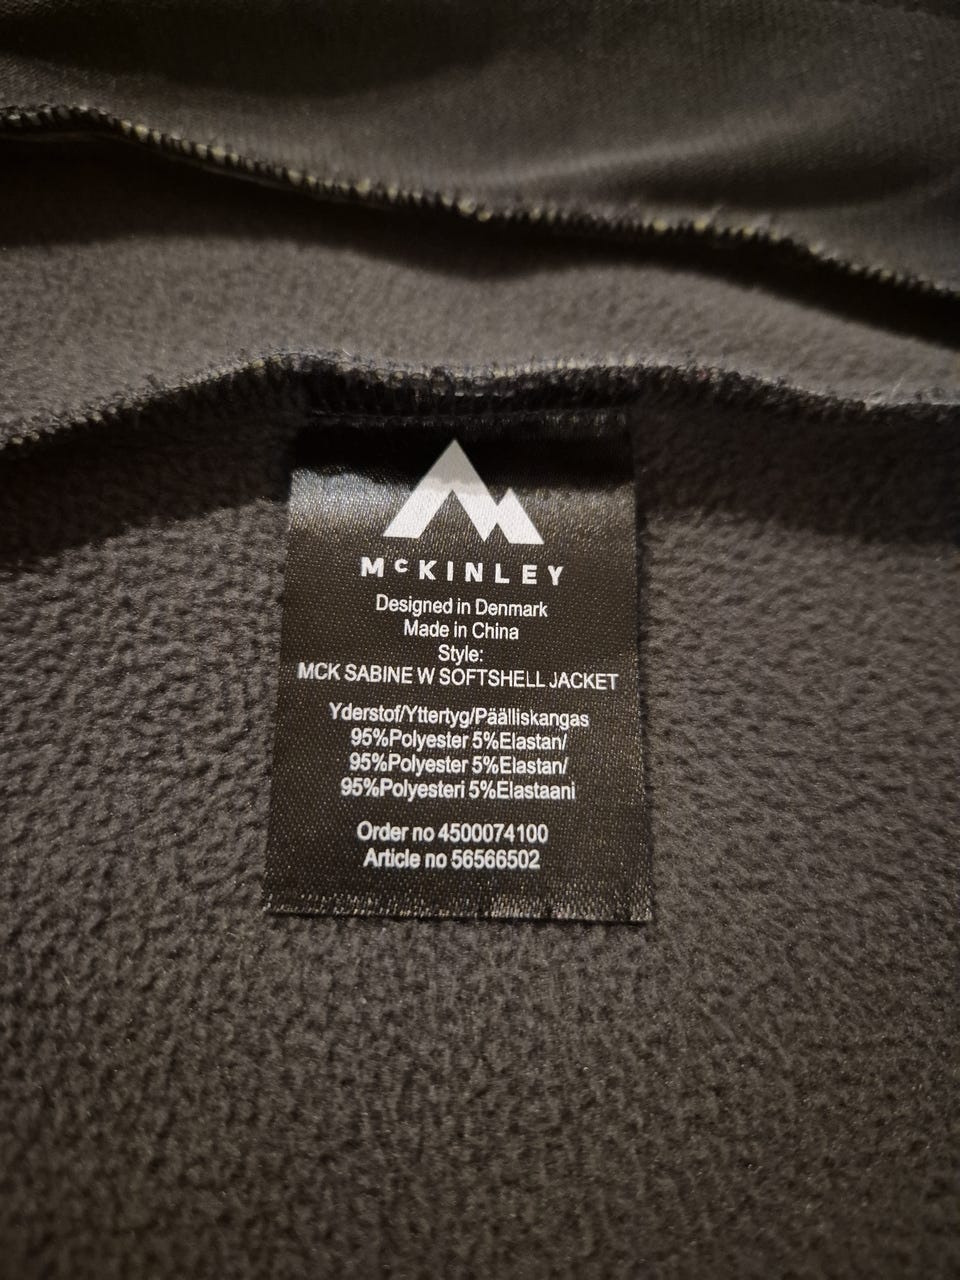 McKINLEY
Designed in Denmark
Made in China
Style:
MCK SABINE W SOFTSHELL JACKET
Yderstof/Yttertyg/Päälliskangas
95%Polyester 5%Elastan/
95%Polyester 5%Elastan/
95%Polyesteri 5%Elastaani
Order no 4500074100
Article no 56566502